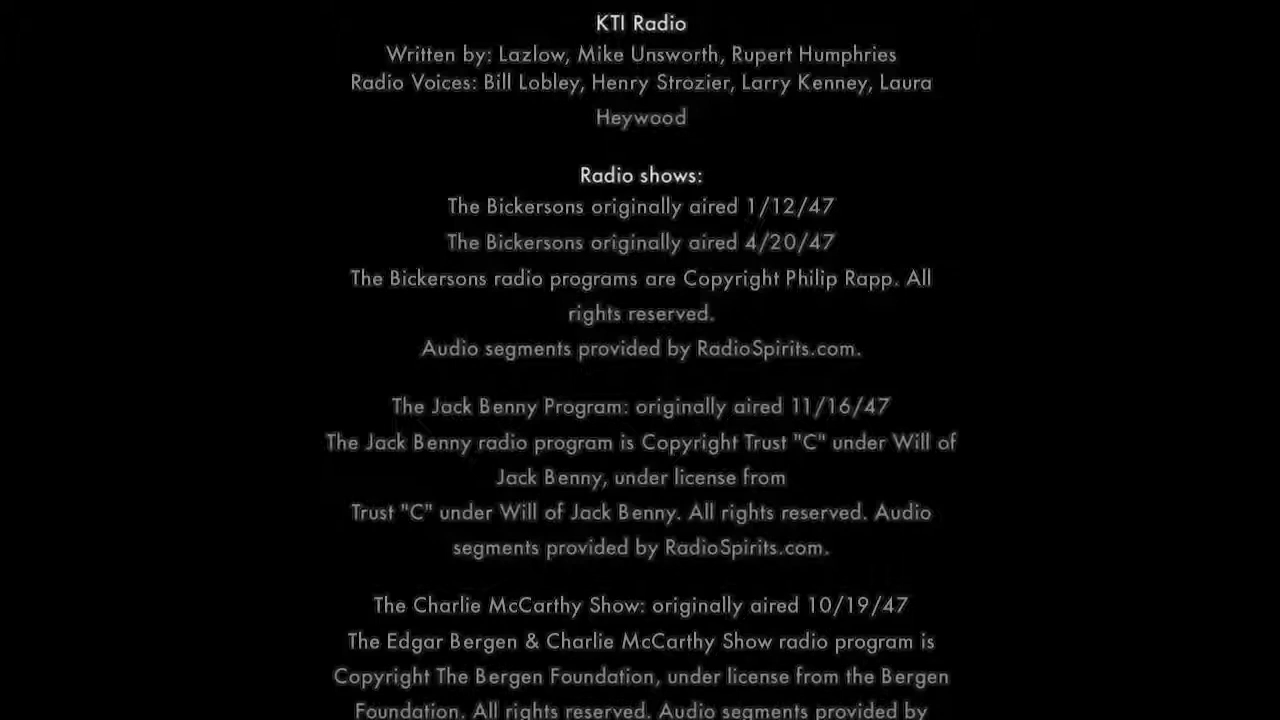 KTI Radio
Written by: Lazlow, Mike Unsworth, Rupert Humphries
Radio Voices: Bill Lobley, Henry Strozier, Larry Kenney, Laura
Heywood
Radio shows:
The Bickersons originally aired 1/12/47
The Bickersons originally aired 4/20/47
The Bickersons radio programs are Copyright Philip Rapp. All
rights reserved.
Audio segments provided by RadioSpirits.com.
The Jack Benny Program: originally aired 11/16/47
The Jack Benny radio program is Copyright Trust "C" under Will of
Jack Benny, under license from
Trust "C" under Will of Jack Benny. All rights reserved. Audio
segments provided by RadioSpirits.com.
The Charlie McCarthy Show: originally aired 10/19/47
The Edgar Bergen & Charlie McCarthy Show radio program is
Copyright The Bergen Foundation, under license from the Bergen
Foundation. All rights reserved. Audio segments provided by